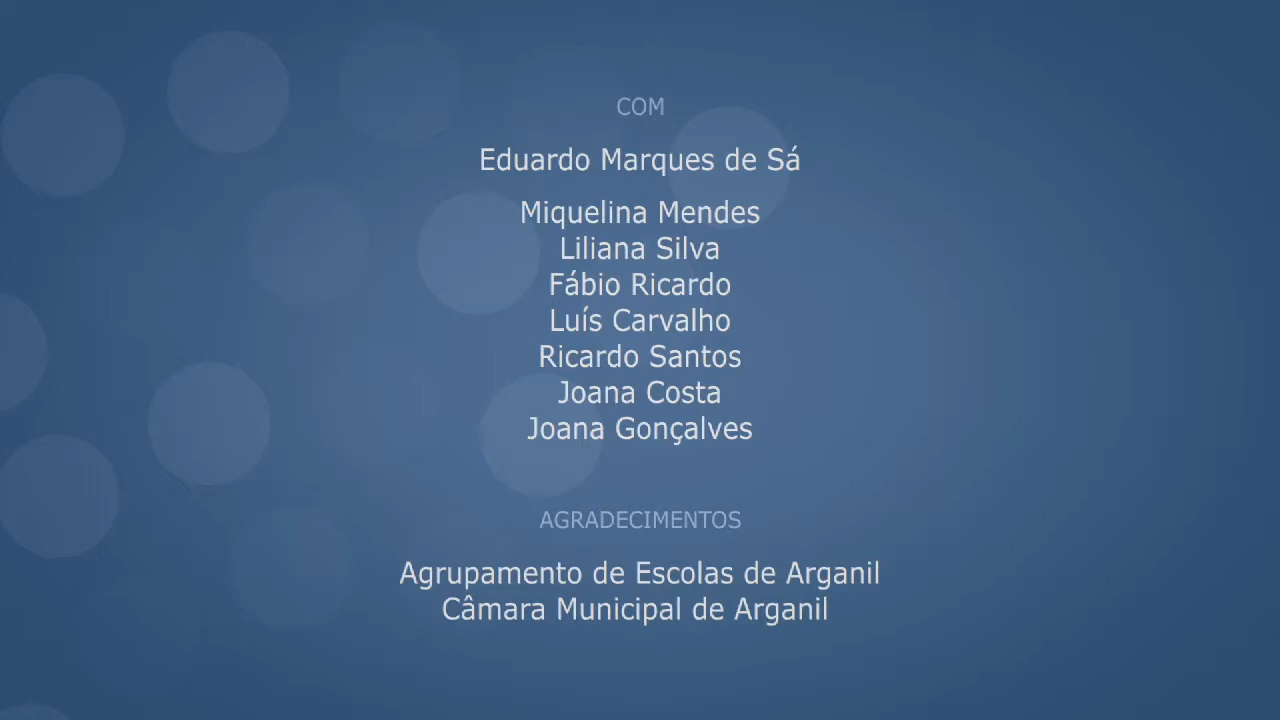 COM
Eduardo Marques de Sá
Miquelina Mendes
Liliana Silva
Fábio Ricardo
Luís Carvalho
Ricardo Santos
Joana Costa
Joana Gonçalves
AGRADECIMENTOS
Agrupamento de Escolas de Arganil
Câmara Municipal de Arganil